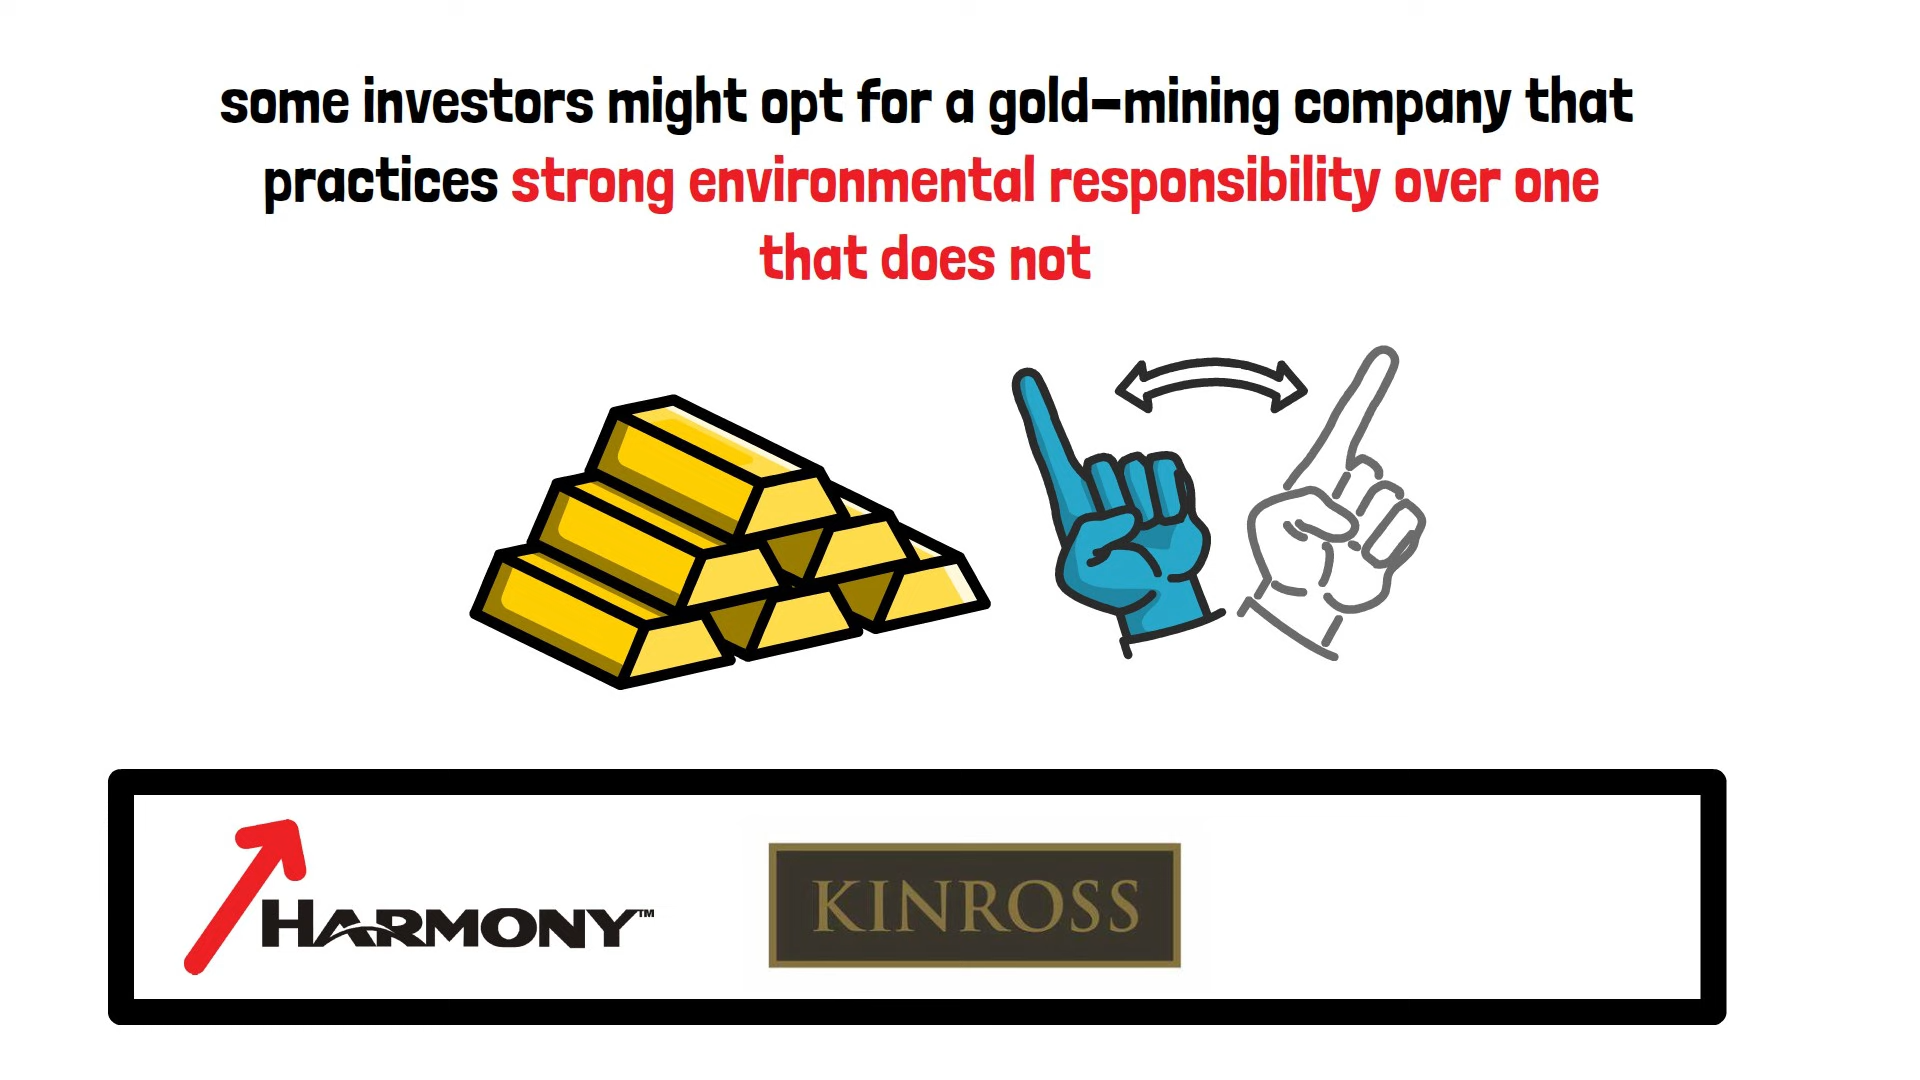 some investors might opt for a gold-mining company that
practices strong environmental responsibility over one
that does not
HARMONY™
KINROSS